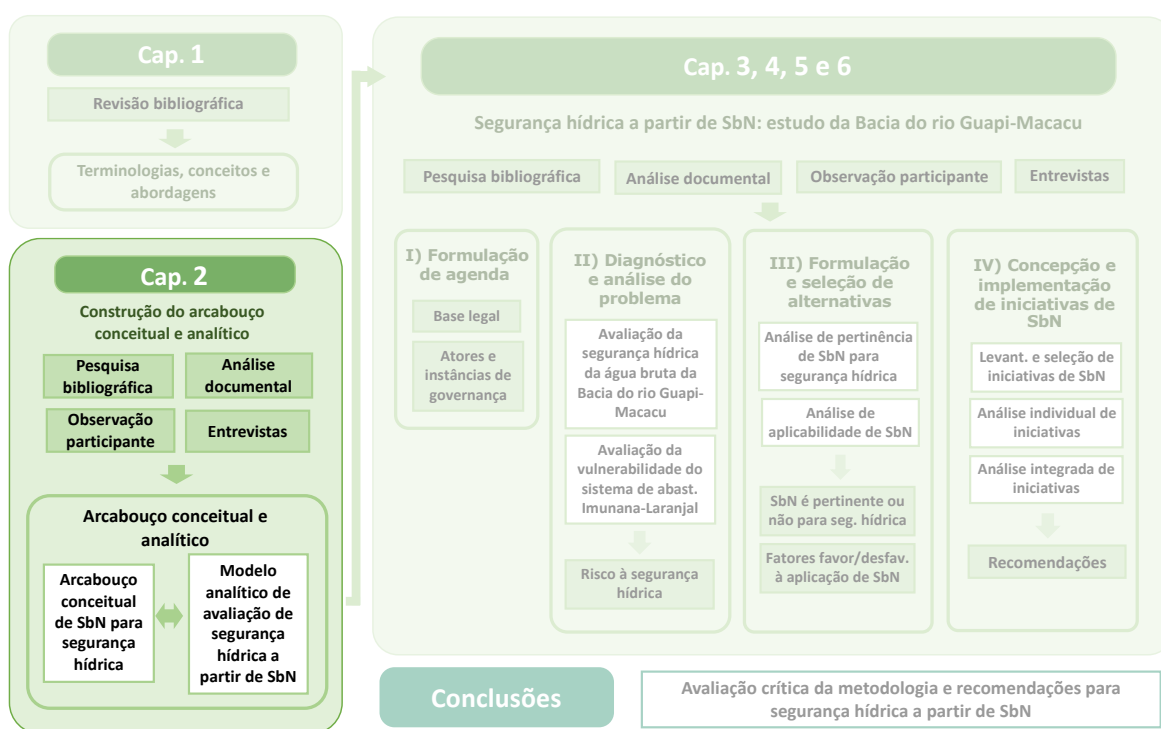 Cap. 1
Revisão bibliográfica
Terminologias, conceitos e
abordagens
Cap. 2
Construção do arcabouço
conceitual e analítico
Pesquisa
bibliográfica
Análise
documental
Observação
participante
Entrevistas
Arcabouço conceitual e
analítico
Arcabouço
conceitual
de SbN para
segurança
hídrica
Modelo
analítico de
avaliação de
segurança
hídrica a
partir de SbN
Cap. 3, 4, 5 e 6
Segurança hídrica a partir de SbN: estudo da Bacia do rio Guapi-Macacu
Pesquisa bibliográfica
Análise documental
Observação participante
Entrevistas
I) Formulação
de agenda
Base legal
Atores e
instâncias de
governança
II) Diagnóstico
e análise do
problema
Avaliação da
segurança hídrica
da água bruta da
Bacia do rio Guapi-
Macacu
Avaliação da
vulnerabilidade do
sistema de abast.
Imunana-Laranjal
Risco à segurança
hídrica
III) Formulação
e seleção de
alternativas
Análise de pertinência
de SbN para
segurança hídrica
Análise de
aplicabilidade de SbN
SbN é pertinente ou
não para seg. hídrica
Fatores favor/desfav.
à aplicação de SbN
IV) Concepção e
implementação
de iniciativas de
SbN
Levant. e seleção de
iniciativas de SbN
Análise individual de
iniciativas
Análise integrada de
iniciativas
Recomendações
Conclusões
Avaliação crítica da metodologia e recomendações para
segurança hídrica a partir de SbN